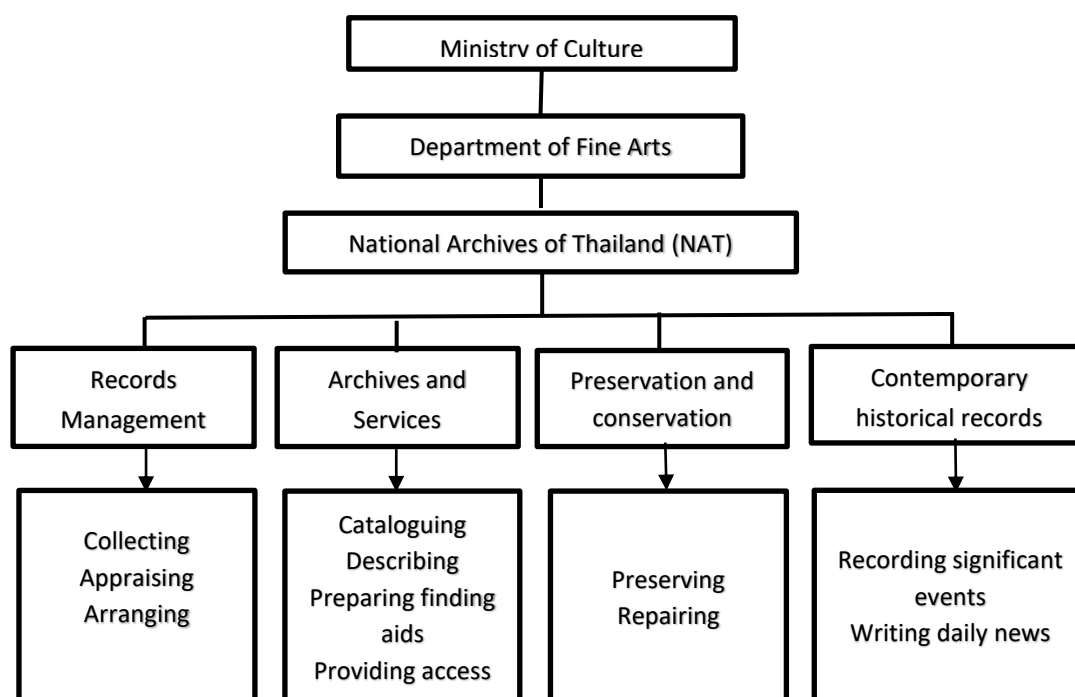 Ministry of Culture
Department of Fine Arts
National Archives of Thailand (NAT)
Records
Management
Archives and
Services
Preservation and
conservation
Contemporary
historical records
Collecting
Appraising
Arranging
Cataloguing
Describing
Preparing finding
aids
Providing access
Preserving
Repairing
Recording significant
events
Writing daily news